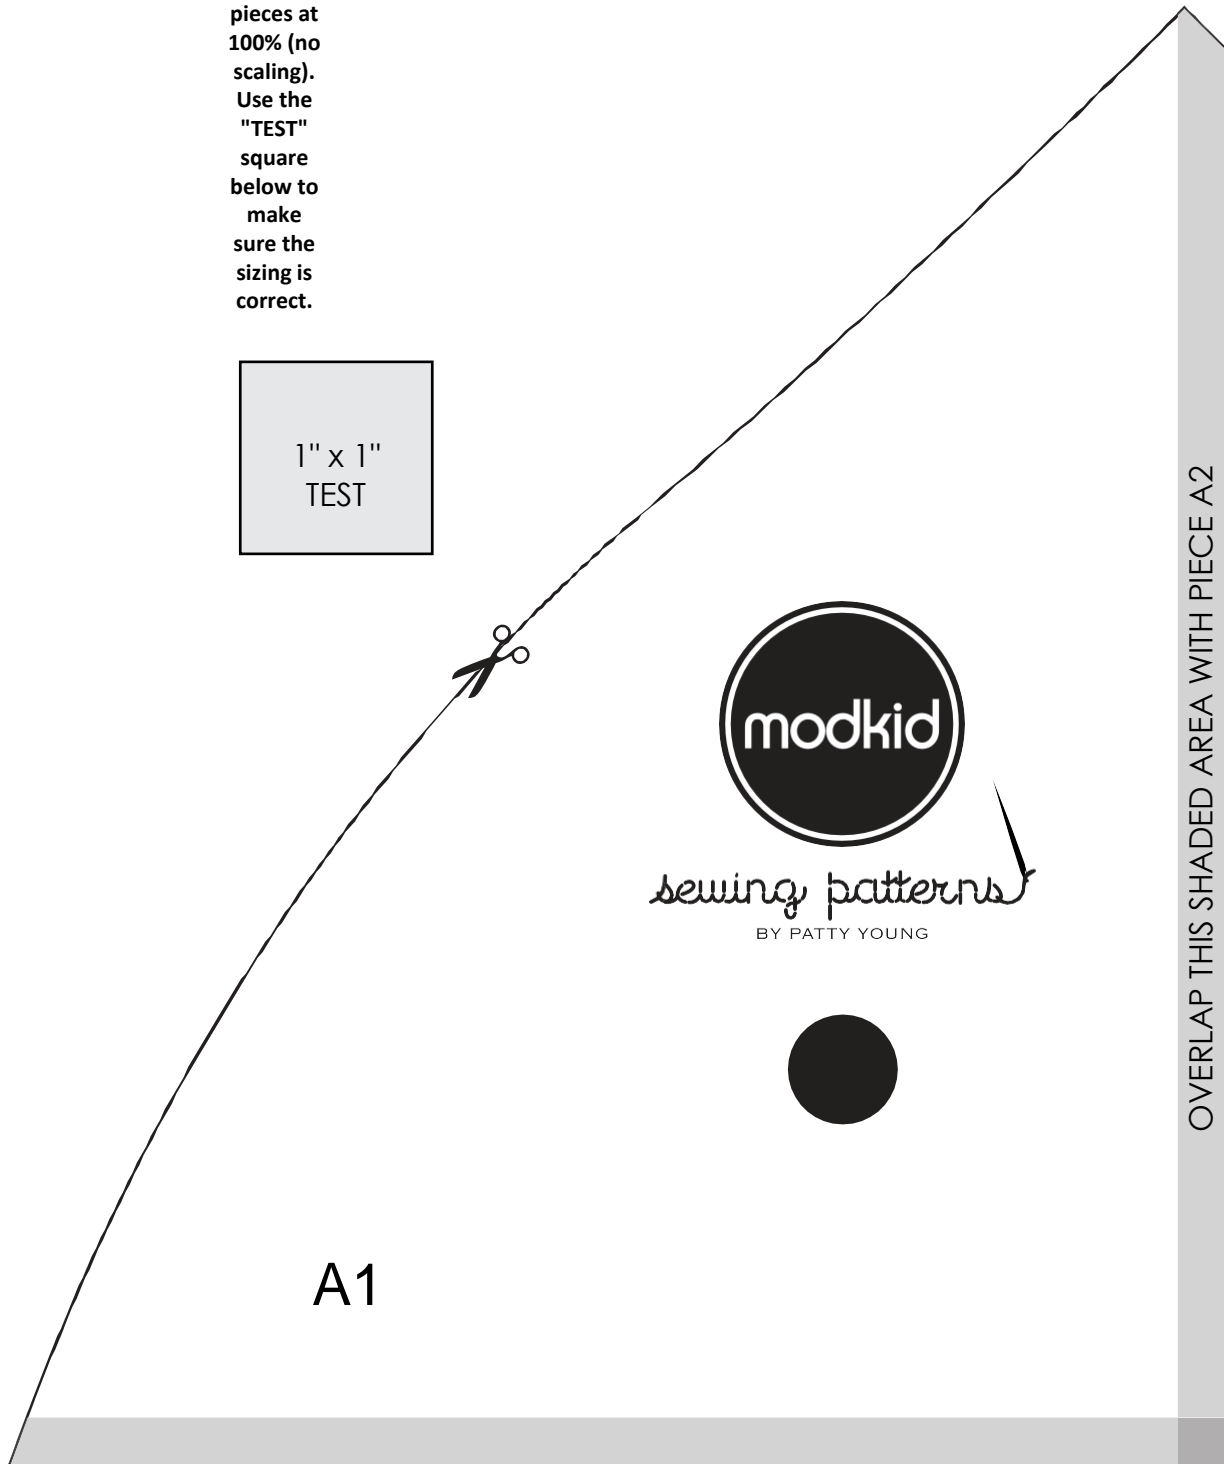 pieces at
100% (no
scaling).
Use the
"TEST"
square
below to
make
sure the
sizing is
correct.
1" x 1"
TEST
modkid
sewing patterns
BY PATTY YOUNG
OVERLAP THIS SHADED AREA WITH PIECE A2
A1